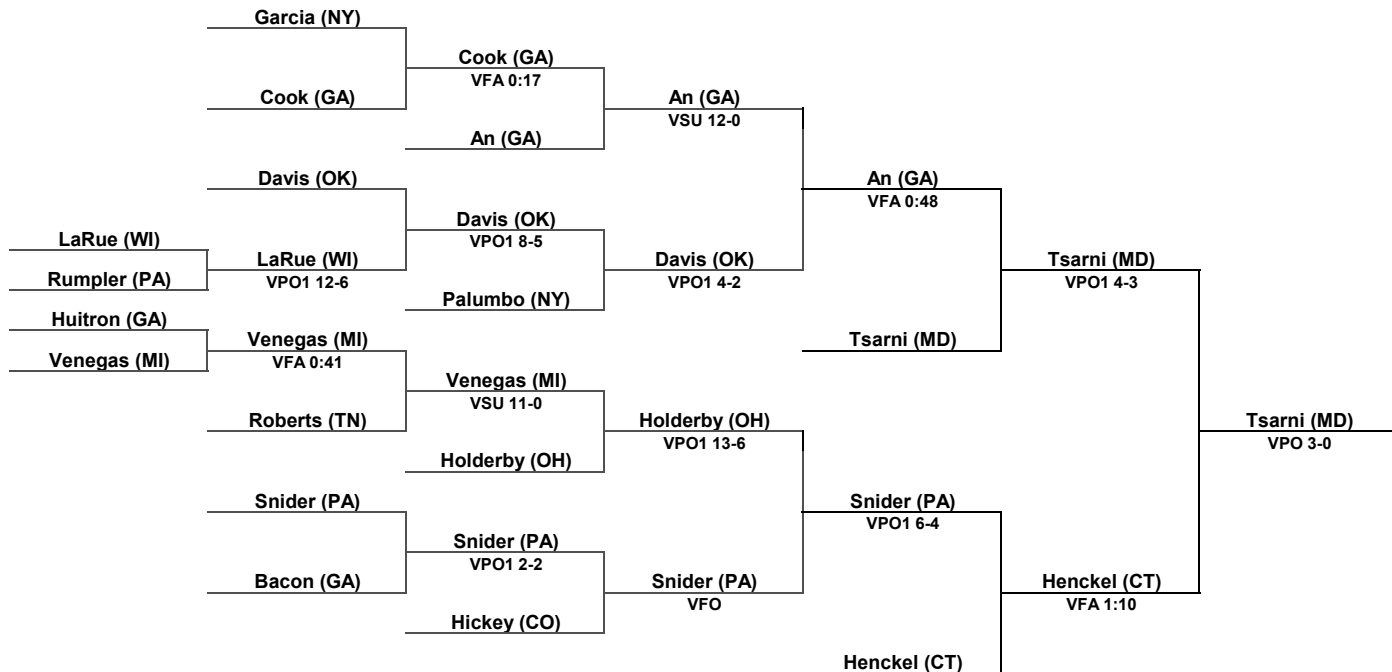 Garcia (NY)
Cook (GA)
VFA 0:17
Cook (GA)
An (GA)
VSU 12-0
An (GA)
Davis (OK)
An (GA)
VFA 0:48
Davis (OK)
VPO1 8-5
LaRue (WI)
LaRue (WI)
VPO1 12-6
Rumpler (PA)
Davis (OK)
VPO1 4-2
Tsarni (MD)
VPO1 4-3
Palumbo (NY)
Huitron (GA)
Venegas (MI)
VFA 0:41
Tsarni (MD)
Venegas (MI)
Venegas (MI)
VSU 11-0
Roberts (TN)
Holderby (OH)
VPO1 13-6
Tsarni (MD)
VPO 3-0
Holderby (OH)
Snider (PA)
Snider (PA)
VPO1 6-4
Snider (PA)
VPO1 2-2
Bacon (GA)
Snider (PA)
VFO
Henckel (CT)
VFA 1:10
Hickey (CO)
Henckel (CT)